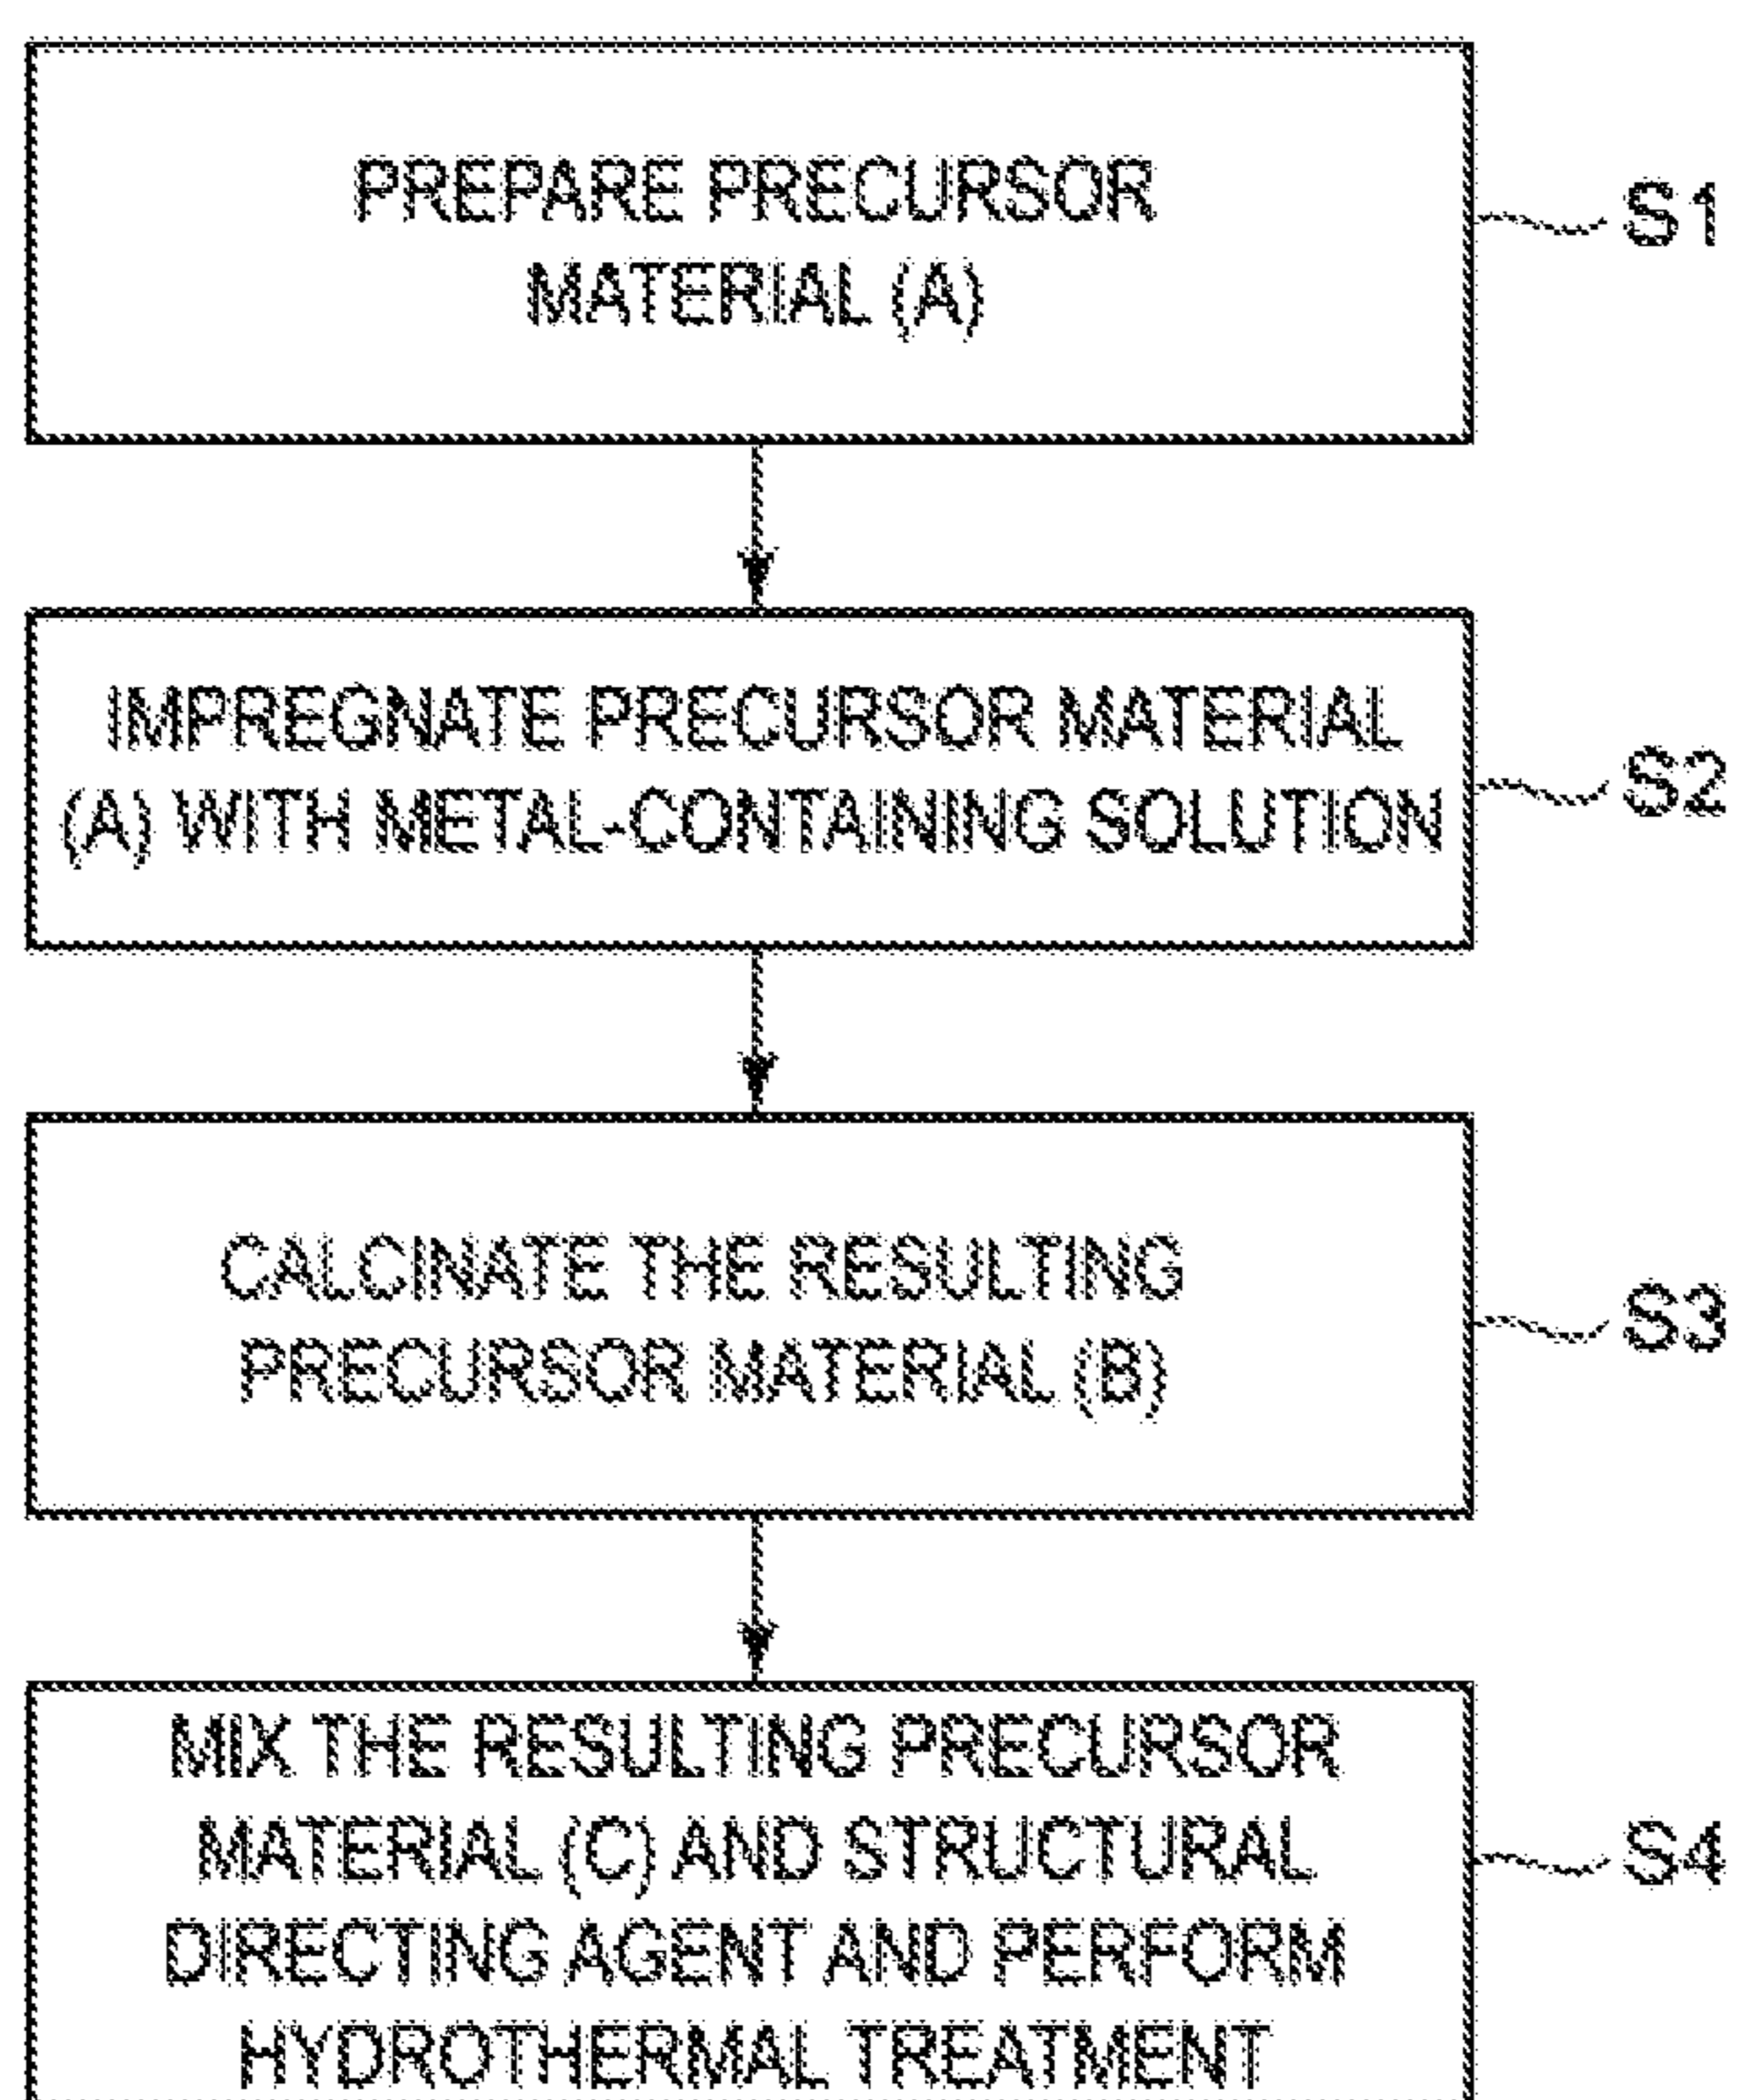 PREPARE PRECURSOR
MATERIAL (A)
S1
IMPREGNATE PRECURSOR MATERIAL
(A) WITH METAL-CONTAINING SOLUTION
S2
CALCINATE THE RESULTING
PRECURSOR MATERIAL (B)
S3
MIX THE RESULTING PRECURSOR
MATERIAL (C) AND STRUCTURAL
DIRECTING AGENT AND PERFORM
HYDROTHERMAL TREATMENT
S4